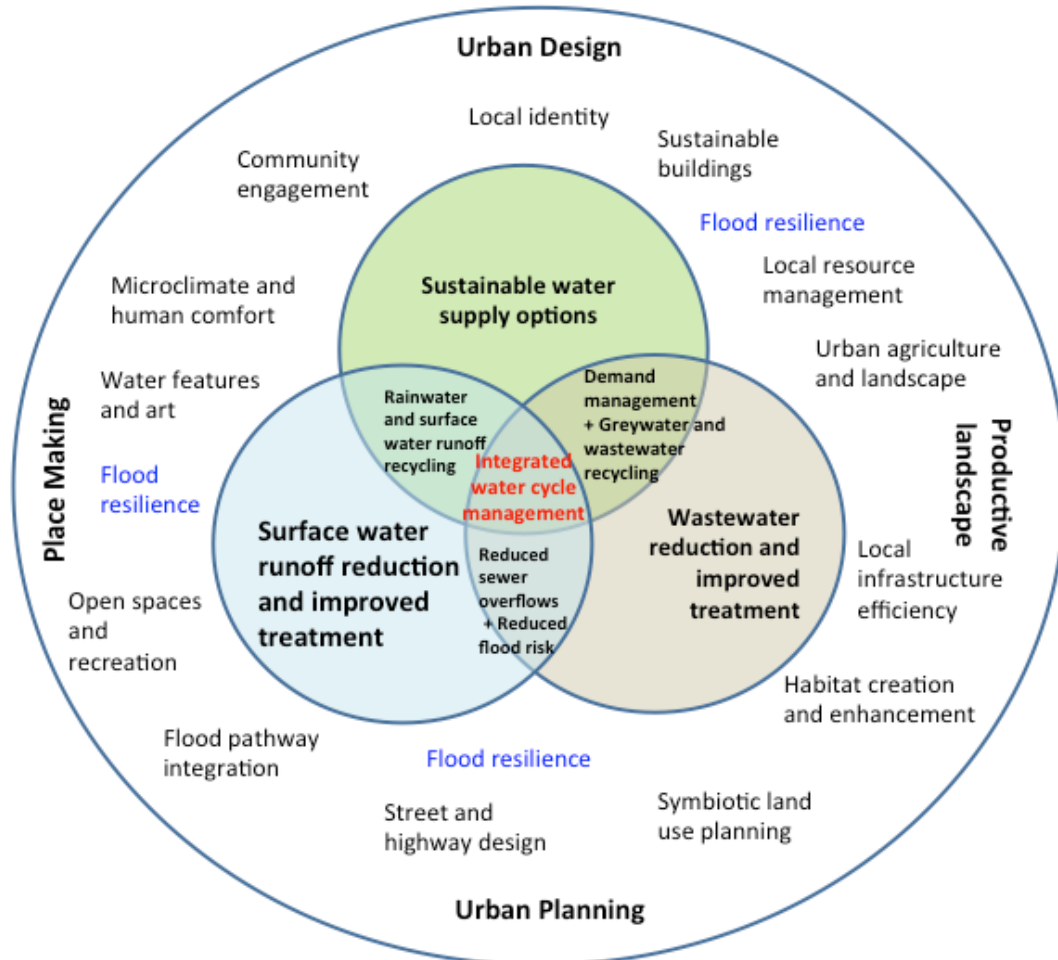 Urban Design
Local identity
Community
engagement
Sustainable
buildings
Flood resilience
Local resource
management
Microclimate and
human comfort
Sustainable water
supply options
Urban agriculture
and landscape
Water features
and art
Rainwater
and surface
water runoff
recycling
Demand
management
+ Greywater and
wastewater
recycling
Place Making
Productive
landscape
Flood
resilience
Integrated
water cycle
management
Surface water
runoff reduction
and improved
treatment
Wastewater
reduction and
improved
treatment
Reduced
sewer
overflows
+ Reduced
flood risk
Local
infrastructure
efficiency
Open spaces
and
recreation
Habitat creation
and enhancement
Flood pathway
integration
Flood resilience
Street and
highway design
Symbiotic land
use planning
Urban Planning